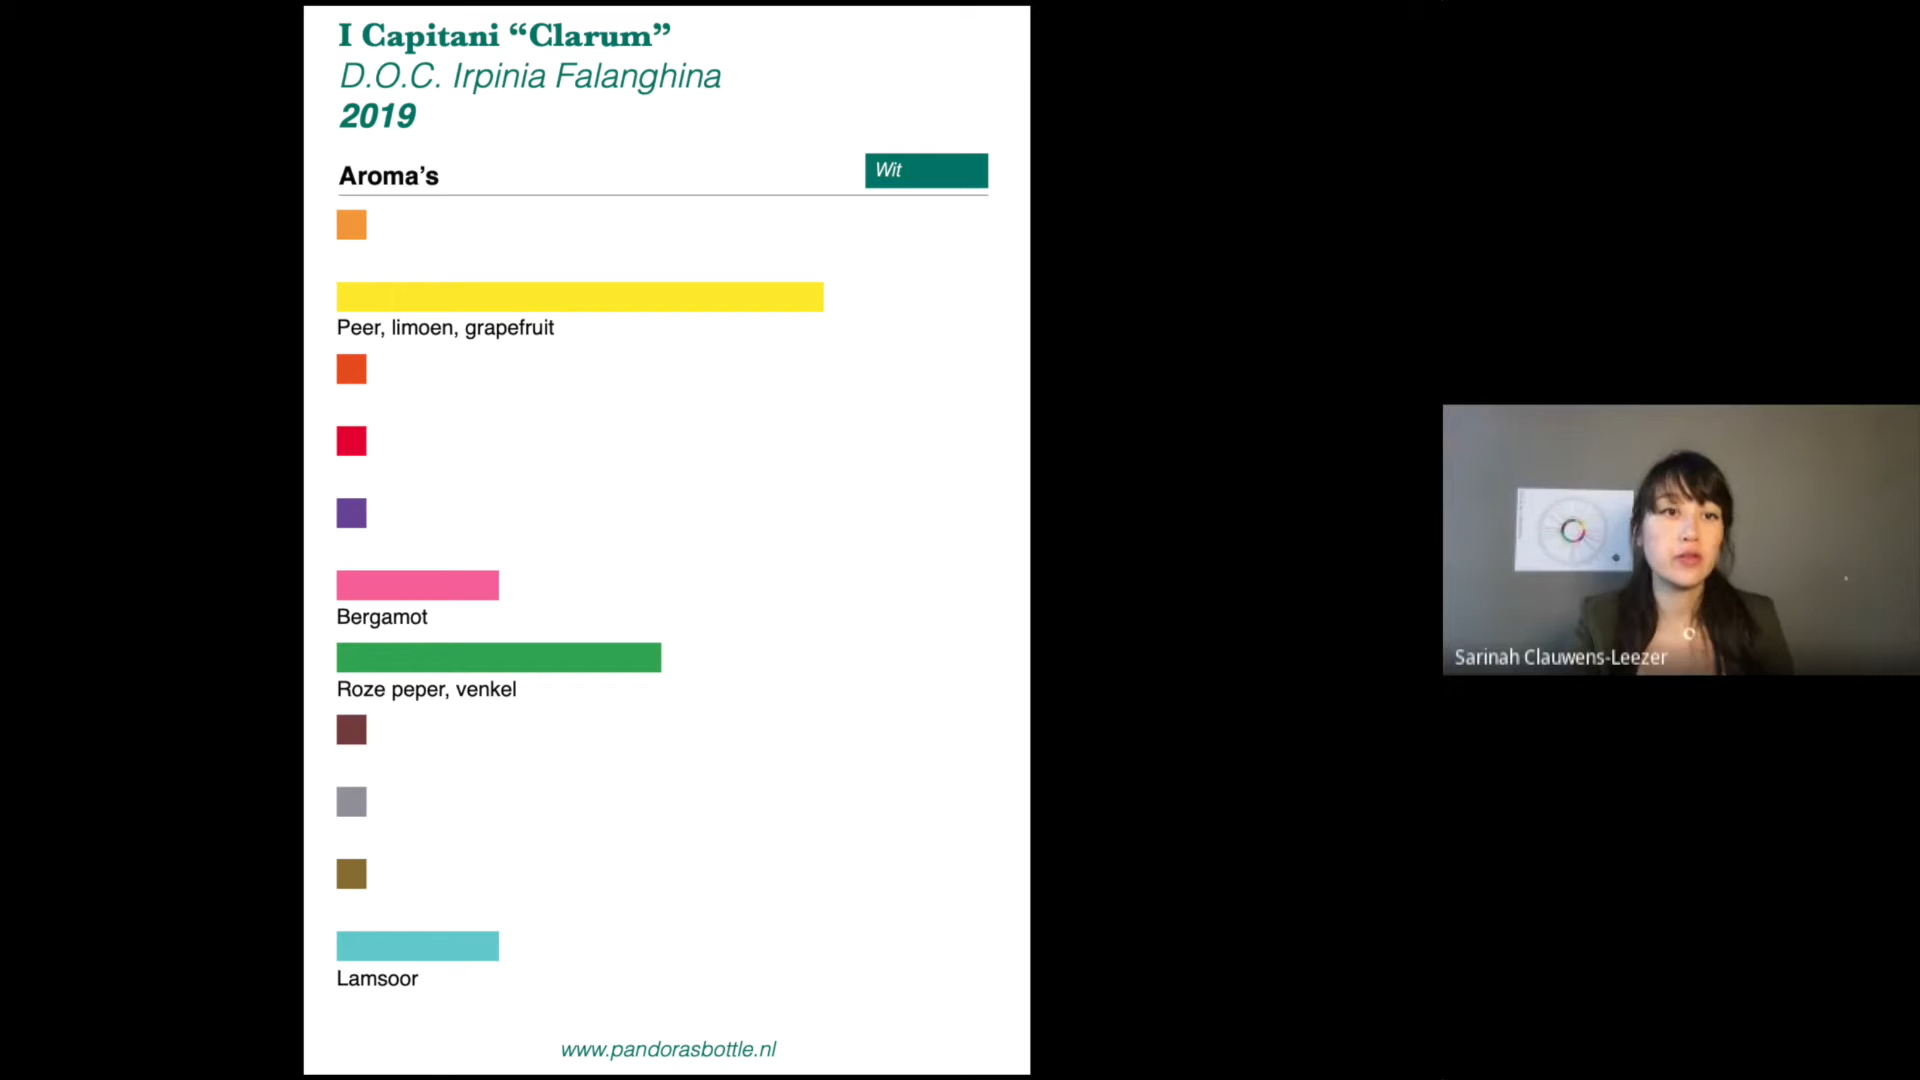 I Capitani “Clarum”
D.O.C. Irpinia Falanghina
2019
Aroma’s
Wit
Peer, limoen, grapefruit
Bergamot
Roze peper, venkel
Lamsoor
www.pandorasbottle.nl
Sarinah Clauwens-Leezer